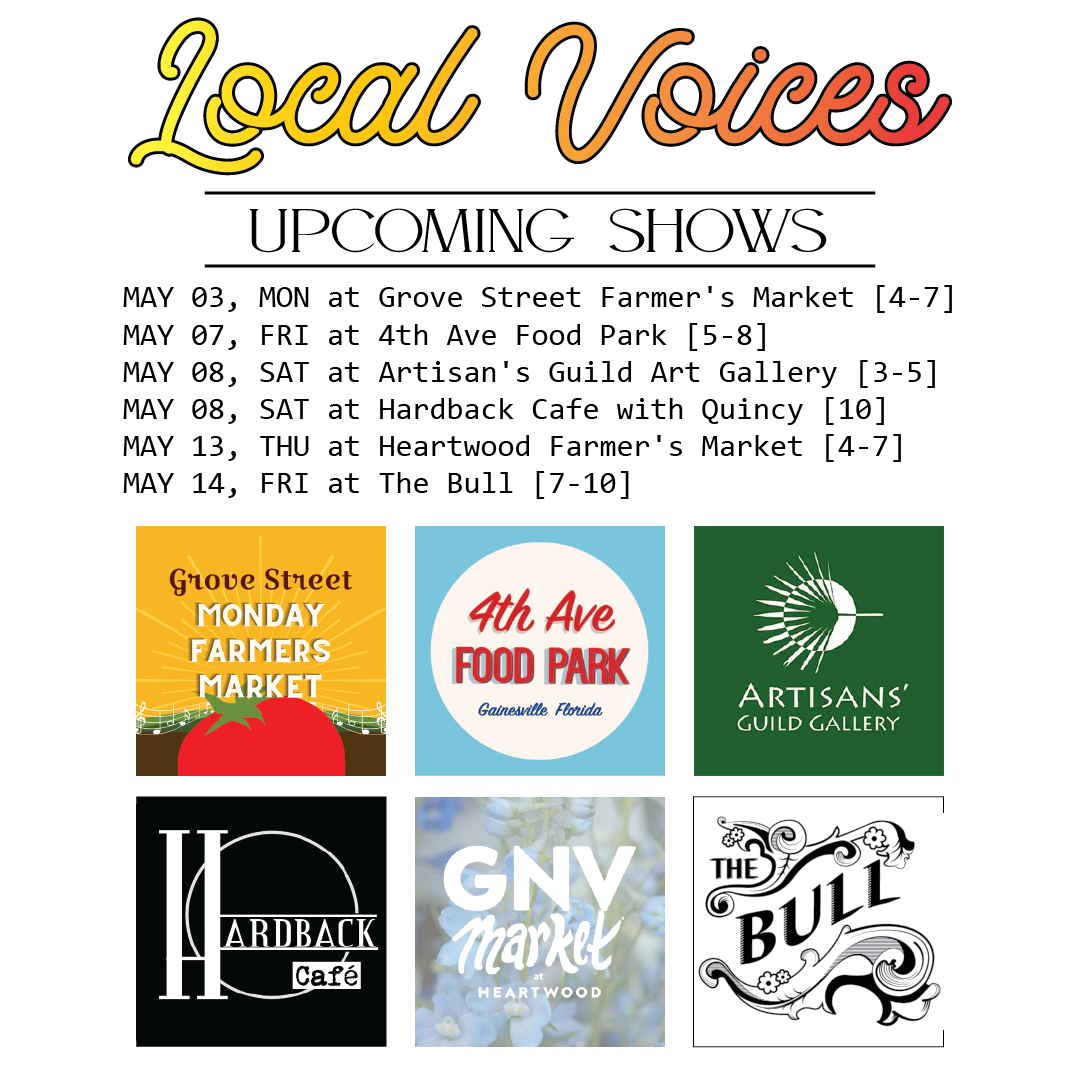 Local Voices
UPCOMING SHOWS
MAY 03, MON at Grove Street Farmer's Market [4-7]
MAY 07, FRI at 4th Ave Food Park [5-8]
MAY 08, SAT at Artisan's Guild Art Gallery [3-5]
MAY 08, SAT at Hardback Cafe with Quincy [10]
MAY 13, THU at Heartwood Farmer's Market [4-7]
MAY 14, FRI at The Bull [7-10]
Grove Street
MONDAY
FARMERS
MARKET
4th Ave
FOOD PARK
Gainesville Florida
ARTISANS'
GUILD GALLERY
HARDBACK
Café
GNV
market
at
HEARTWOOD
THE
BULL